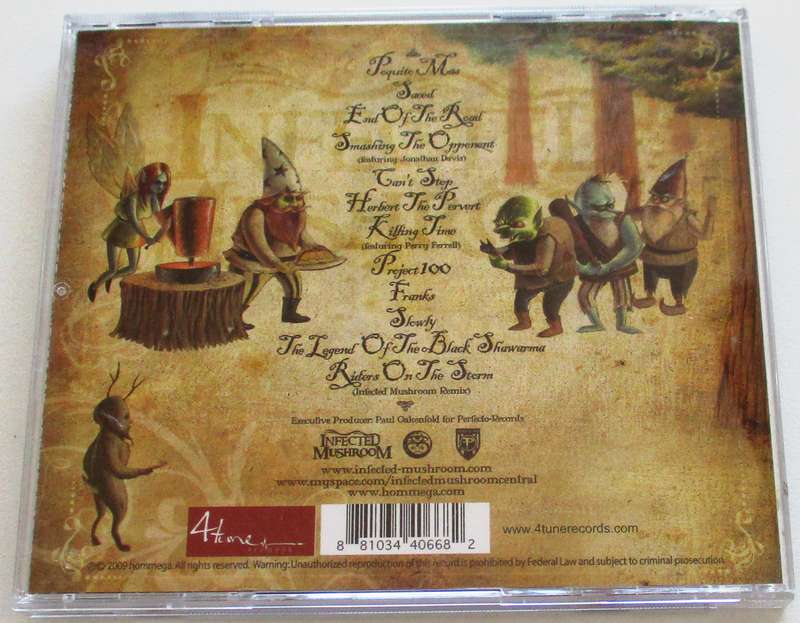 Poquito Mas
Saeed
End Of The Road
Smashing The Opponent
(featuring Jonathan Davis)
Can't Stop
Herbert The Pervert
Killing Time
(featuring Perry Farrell)
Project 100
Franks
Slowly
The Legend Of The Black Shawarma
Riders On The Storm
(Infected Mushroom Remix)
Executive Producer: Paul Oakenfold for Perfecto-Records
INFECTED
MUSHROOM
www.infected-mushroom.com
www.myspace.com/infectedmushroomcentral
www.hommega.com
4tune
records
8 81034 40668 2
www.4tunerecords.com
℗ © 2009 hommega. All rights reserved. Warning: Unauthorized reproduction of this record is prohibited by Federal Law and subject to criminal prosecution.